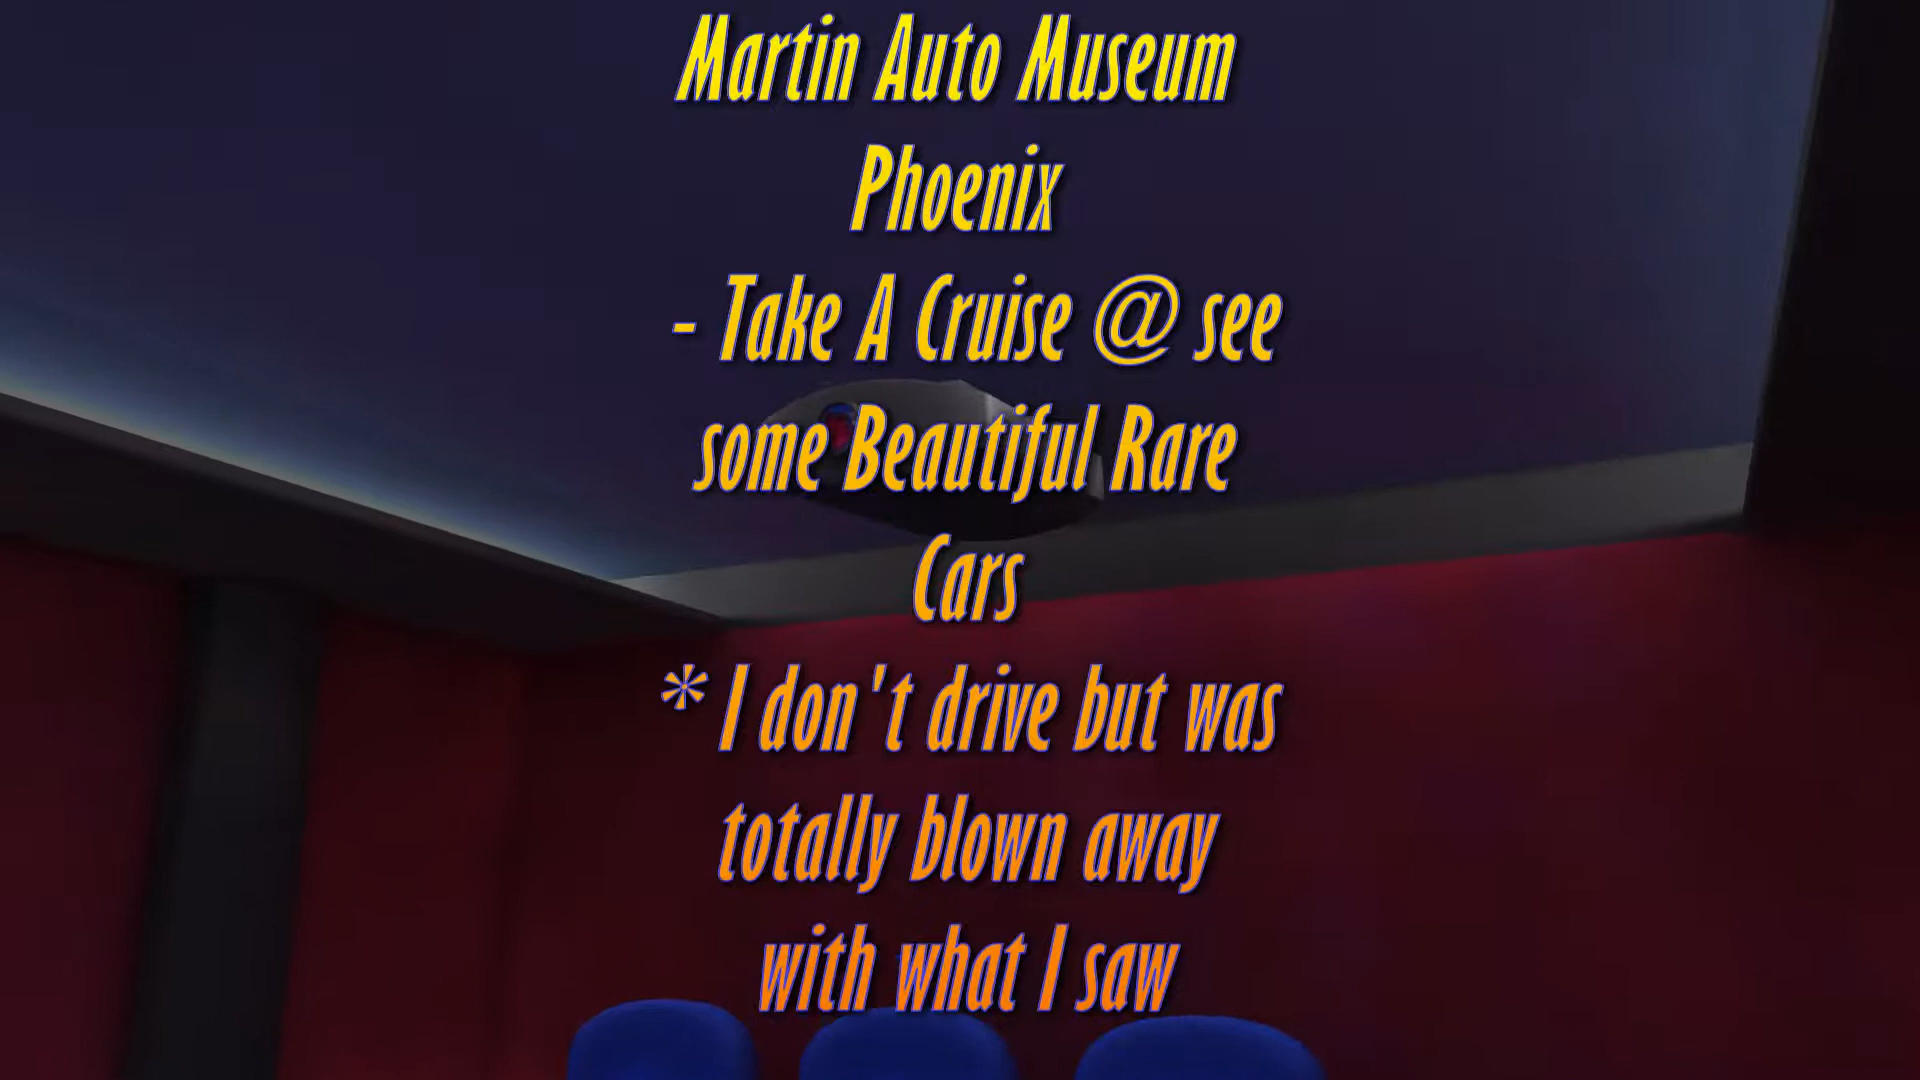 Martin Auto Museum
Phoenix
- Take A Cruise @ see
some Beautiful Rare
Cars
* I don't drive but was
totally blown away
with what I saw